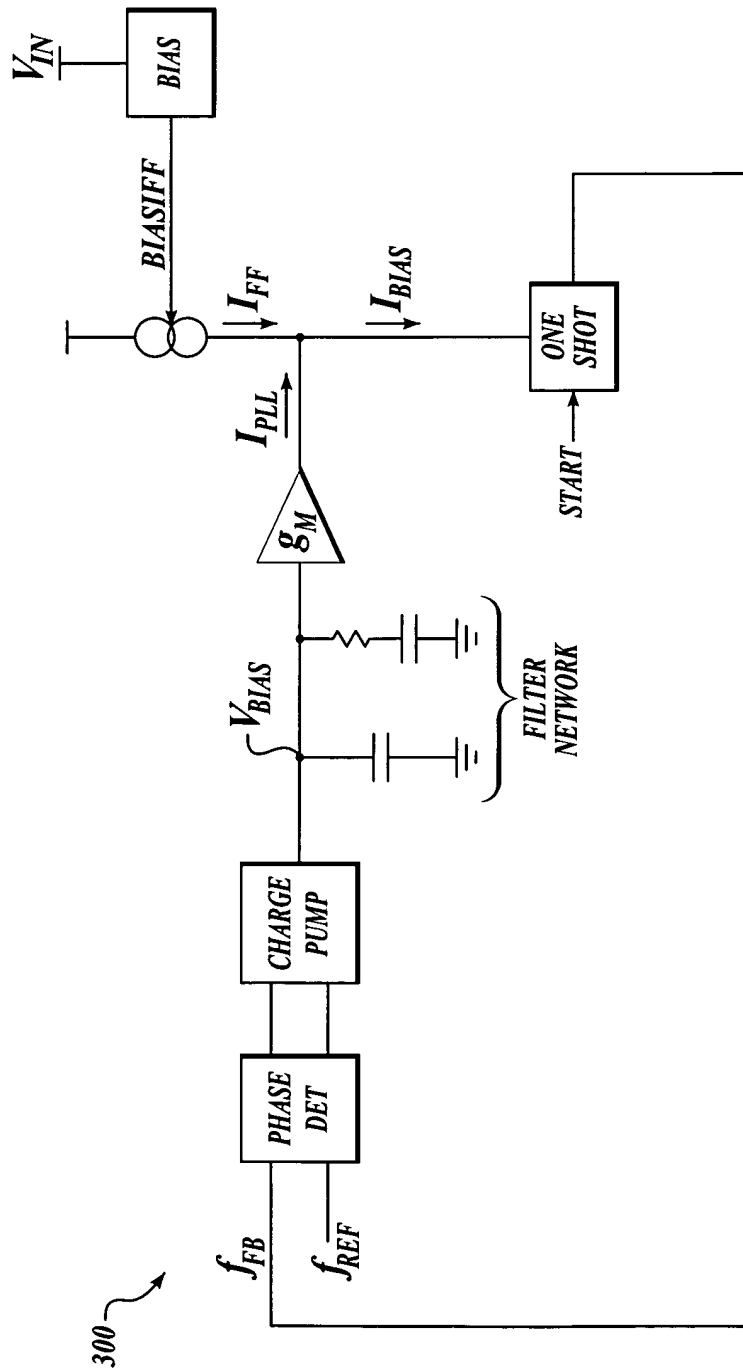 300
f_FB
f_REF
PHASE
DET
CHARGE
PUMP
V_BIAS
FILTER
NETWORK
g_M
I_PLL
I_FF
I_BIAS
BIASIFF
V_IN
BIAS
START
ONE
SHOT